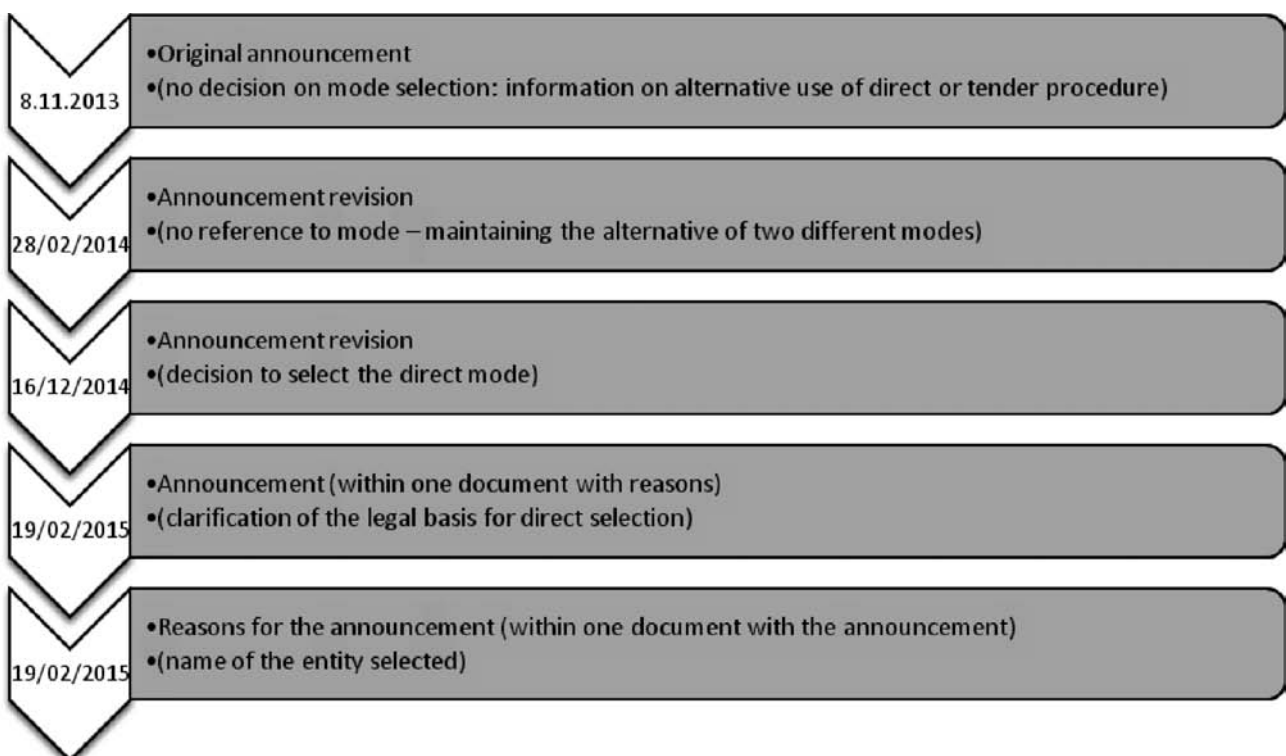 8.11.2013
•Original announcement
•(no decision on mode selection: information on alternative use of direct or tender procedure)
28/02/2014
•Announcement revision
•(no reference to mode – maintaining the alternative of two different modes)
16/12/2014
•Announcement revision
•(decision to select the direct mode)
19/02/2015
•Announcement (within one document with reasons)
•(clarification of the legal basis for direct selection)
19/02/2015
•Reasons for the announcement (within one document with the announcement)
•(name of the entity selected)